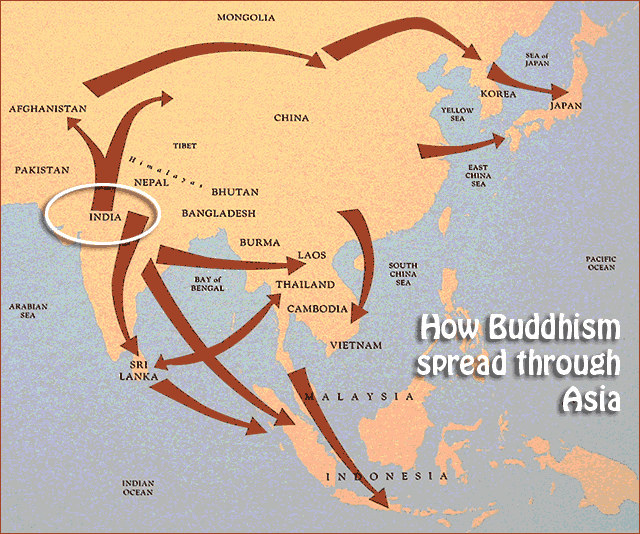 MONGOLIA
SEA of
JAPAN
AFGHANISTAN
KOREA
JAPAN
CHINA
YELLOW
SEA
TIBET
PAKISTAN
Himalayas
NEPAL
EAST
CHINA
SEA
BHUTAN
INDIA
BANGLADESH
BURMA
LAOS
PACIFIC
OCEAN
SOUTH
CHINA
SEA
BAY of
BENGAL
THAILAND
ARABIAN
SEA
CAMBODIA
VIETNAM
How Buddhism
spread through
Asia
SRI
LANKA
MALAYSIA
INDONESIA
INDIAN
OCEAN